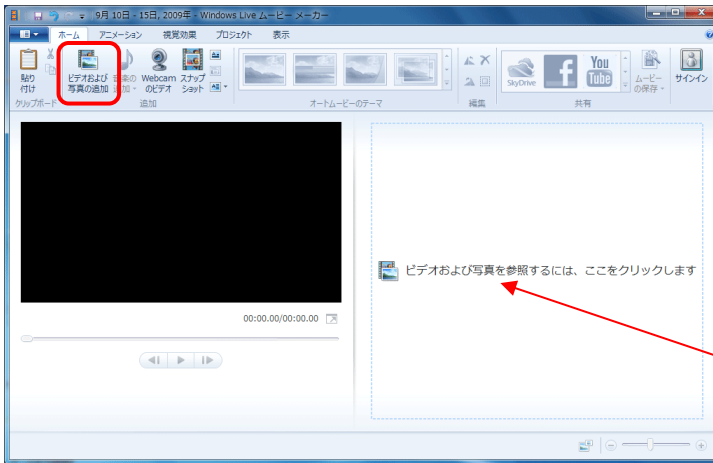 9月 10日 - 15日, 2009年 - Windows Live ムービー メーカー
ホーム アニメーション 視覚効果 プロジェクト 表示
貼り付け
ビデオおよび写真の追加
音楽の追加
Webcam のビデオ
スナップショット
SkyDrive
f
You Tube
ムービーの保存
サインイン
クリップボード 追加 オートムービーのテーマ 編集 共有
ビデオおよび写真を参照するには、ここをクリックします
00:00.00/00:00.00